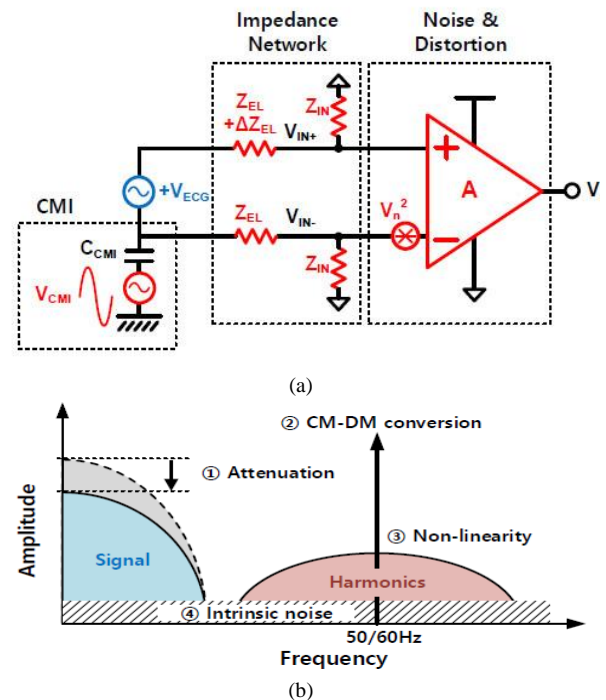 Impedance
Network
Noise &
Distortion
Z_EL
+ΔZ_EL
V_IN+
Z_IN
+V_ECG
CMI
C_CMI
V_CMI
Z_EL
V_IN-
Z_IN
V_n^2
+
A
−
V
(a)
② CM-DM conversion
① Attenuation
③ Non-linearity
Amplitude
Signal
Harmonics
④ Intrinsic noise
50/60Hz
Frequency
(b)